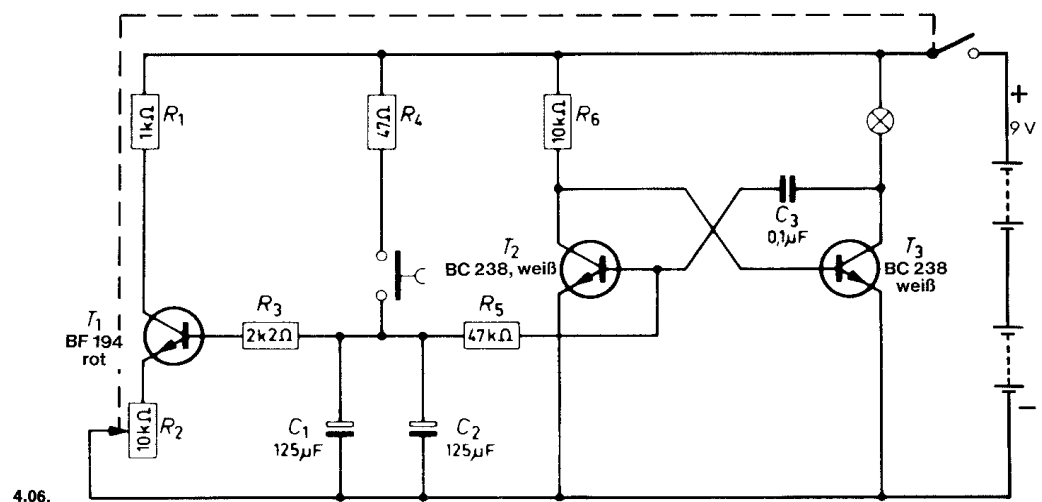 1kΩ
R1
47Ω
R4
10kΩ
R6
+
9 V
C3
0,1µF
T2
BC 238, weiß
T3
BC 238
weiß
T1
BF 194
rot
R3
2k2Ω
R5
47kΩ
10kΩ
R2
C1
125µF
C2
125µF
−
4.06.